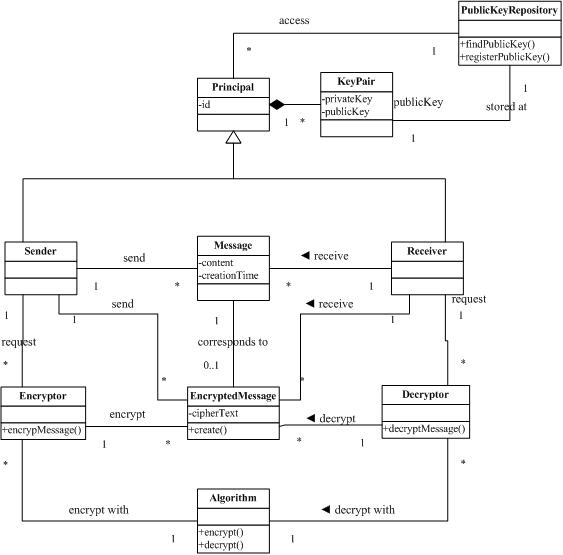 PublicKeyRepository
+findPublicKey()
+registerPublicKey()
access
*
1
Principal
-id
1
*
KeyPair
-privateKey
-publicKey
publicKey
1
stored at
1
Sender
Message
-content
-creationTime
Receiver
send
1
*
◄ receive
*
1
send
1
*
◄ receive
1
*
1
corresponds to
0..1
1
request
*
request
1
*
Encryptor
+encrypMessage()
EncryptedMessage
-cipherText
+create()
Decryptor
+decryptMessage()
encrypt
1
*
◄ decrypt
*
1
*
encrypt with
1
Algorithm
+encrypt()
+decrypt()
*
◄ decrypt with
1